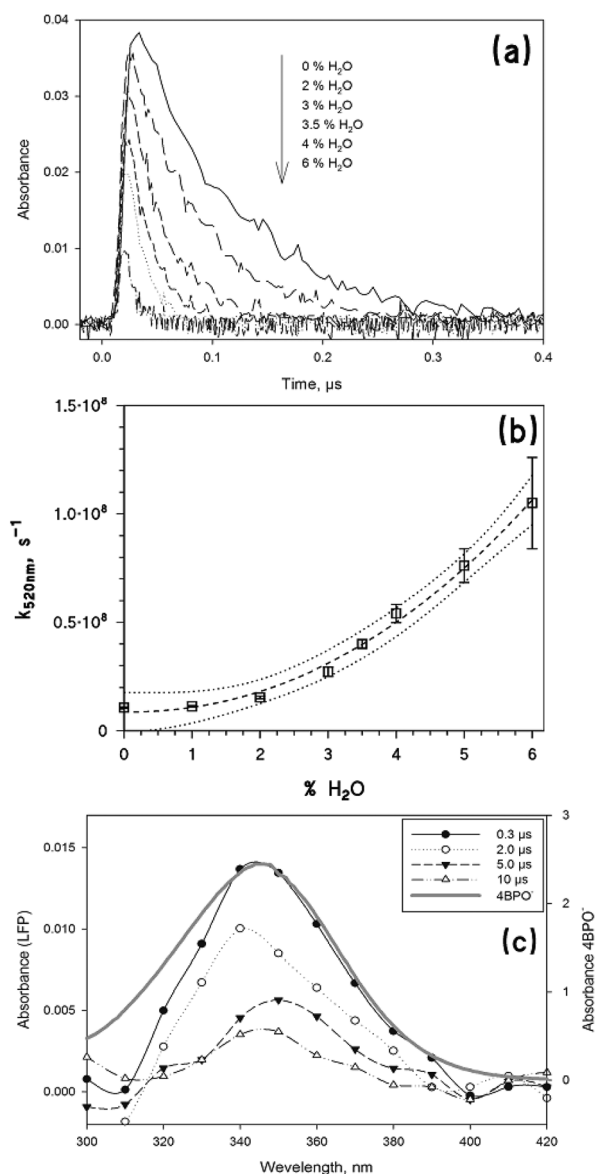 (a)
0.04
0.03
0.02
0.01
0.00
Absorbance
0 % H₂O
2 % H₂O
3 % H₂O
3.5 % H₂O
4 % H₂O
6 % H₂O
0.0 0.1 0.2 0.3 0.4
Time, µs
(b)
1.5·10⁸
1.0·10⁸
0.5·10⁸
0
k₅₂₀ₙₘ, s⁻¹
0 1 2 3 4 5 6
% H₂O
(c)
0.015
0.010
0.005
0.000
Absorbance (LFP)
0.3 µs
2.0 µs
5.0 µs
10 µs
4BPO⁻
3
2
1
0
Absorbance 4BPO⁻
300 320 340 360 380 400 420
Wavelength, nm